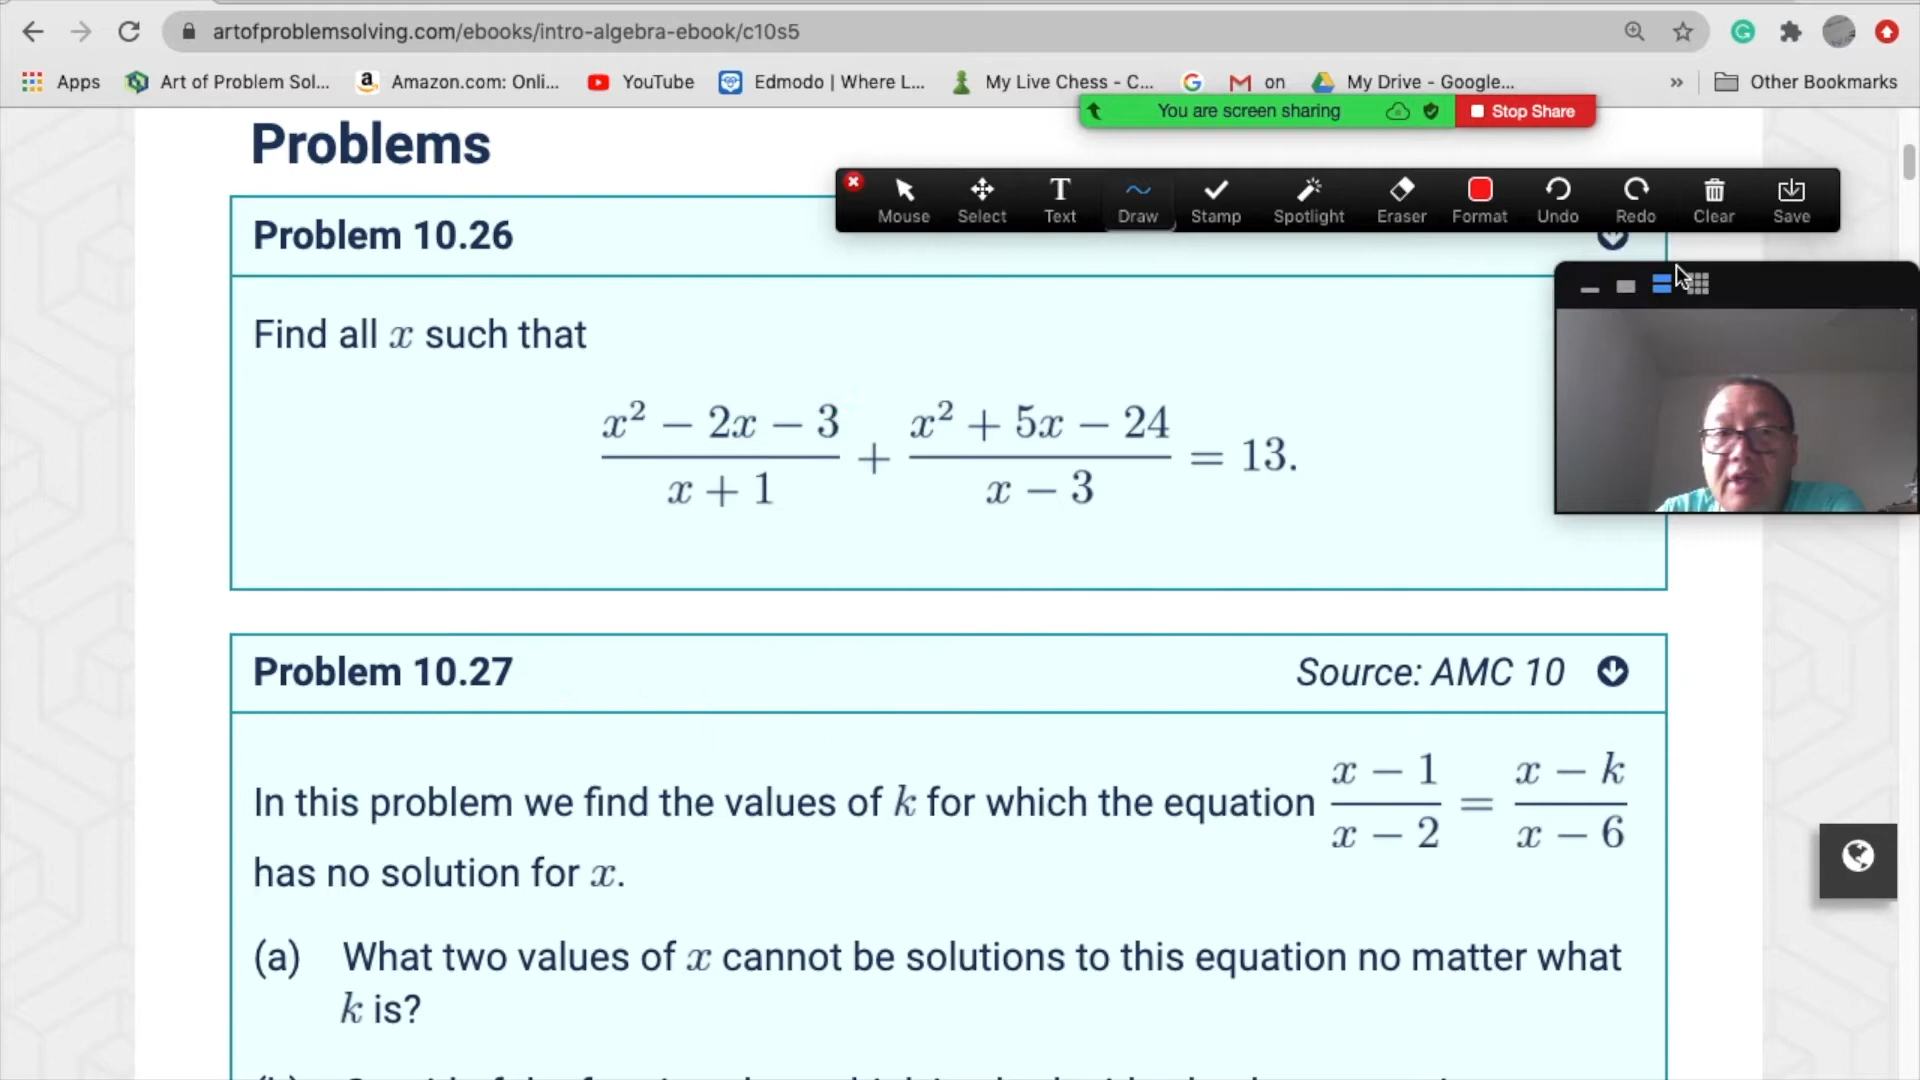 artofproblemsolving.com/ebooks/intro-algebra-ebook/c10s5
Apps Art of Problem Sol... Amazon.com: Onli... YouTube Edmodo | Where L... My Live Chess - C... on My Drive - Google... » Other Bookmarks
You are screen sharing Stop Share
Problems
Mouse Select Text Draw Stamp Spotlight Eraser Format Undo Redo Clear Save
Problem 10.26
Find all x such that
x² − 2x − 3 / x + 1 + x² + 5x − 24 / x − 3 = 13.
Problem 10.27 Source: AMC 10
In this problem we find the values of k for which the equation x − 1 / x − 2 = x − k / x − 6
has no solution for x.
(a) What two values of x cannot be solutions to this equation no matter what
k is?